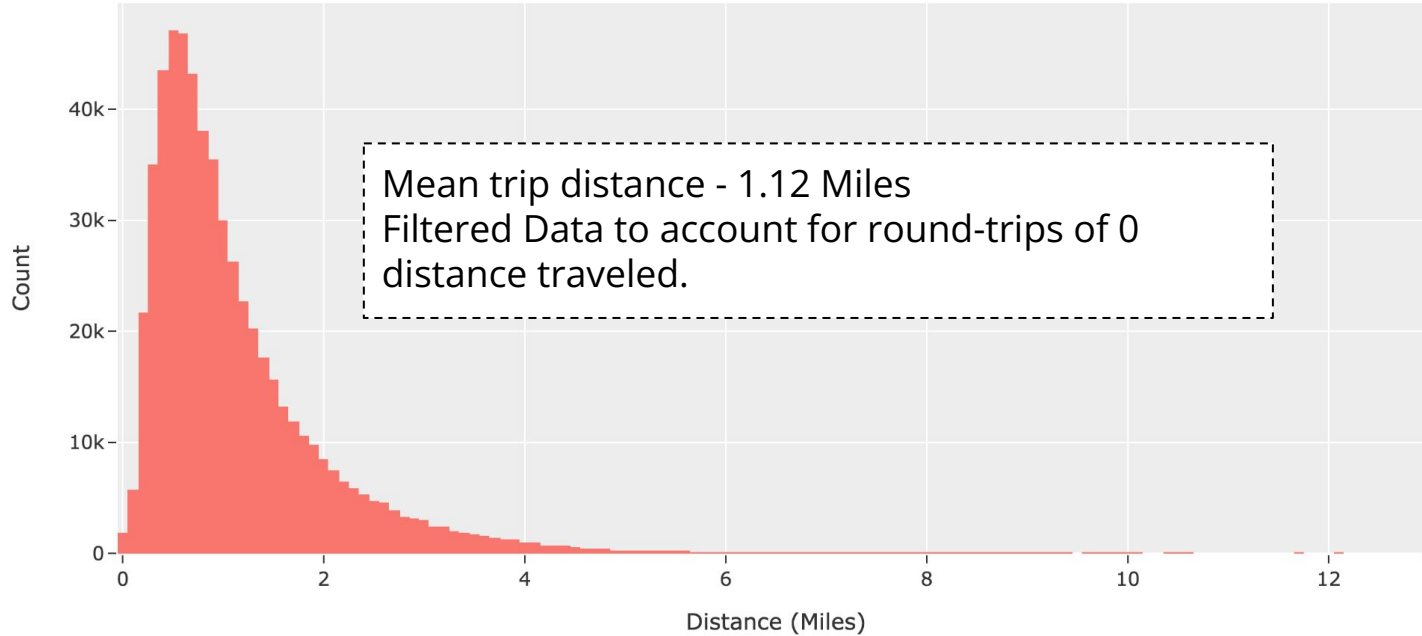 40k
30k
20k
10k
0
Count
Mean trip distance - 1.12 Miles
Filtered Data to account for round-trips of 0
distance traveled.
0 2 4 6 8 10 12
Distance (Miles)